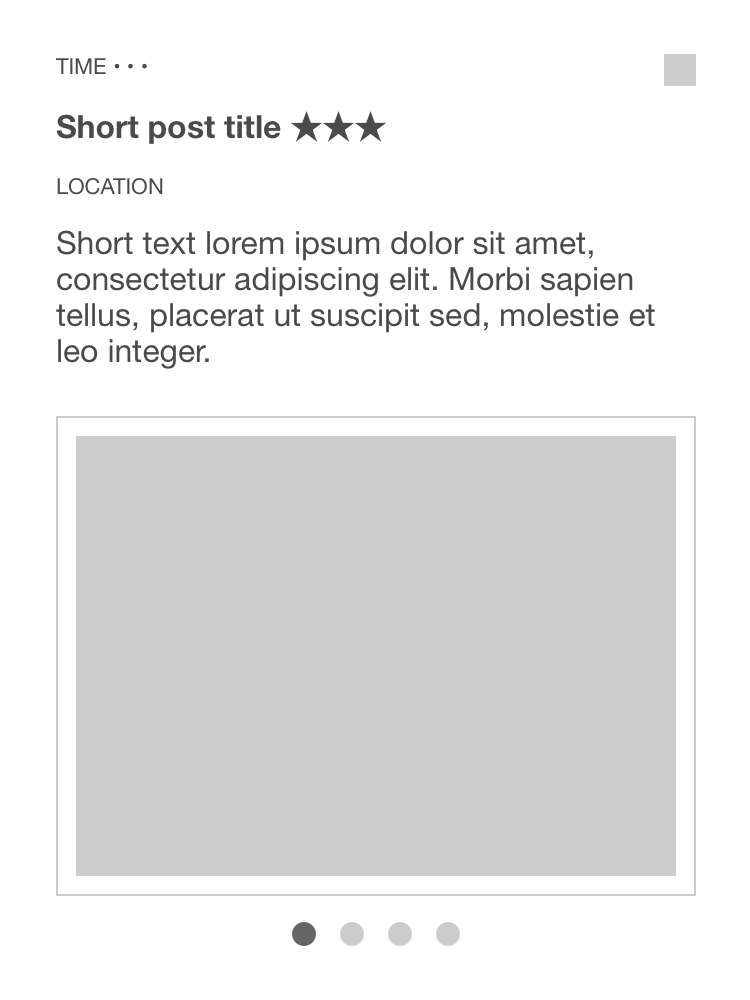 TIME • • •
Short post title ★★★
LOCATION
Short text lorem ipsum dolor sit amet,
consectetur adipiscing elit. Morbi sapien
tellus, placerat ut suscipit sed, molestie et
leo integer.